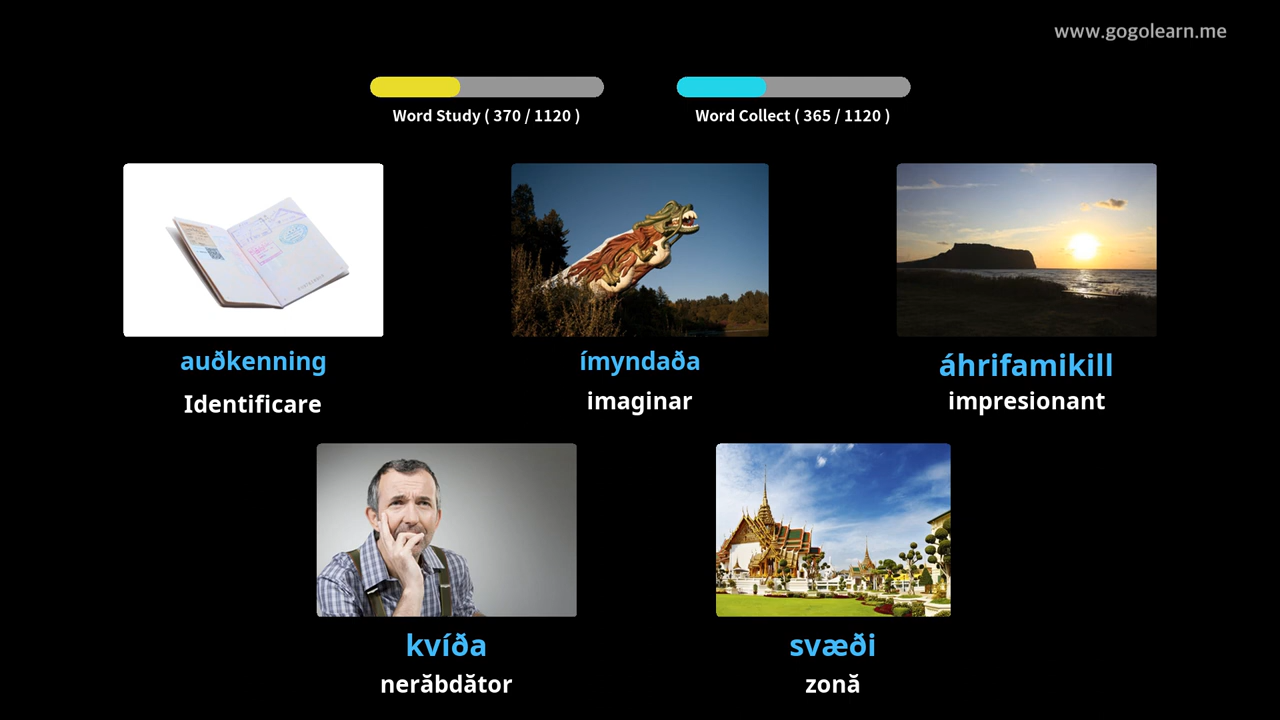 www.gogolearn.me
Word Study ( 370 / 1120 )
Word Collect ( 365 / 1120 )
auðkenning
Identificare
ímyndaða
imaginar
áhrifamikill
impresionant
kvíða
nerăbdător
svæði
zonă